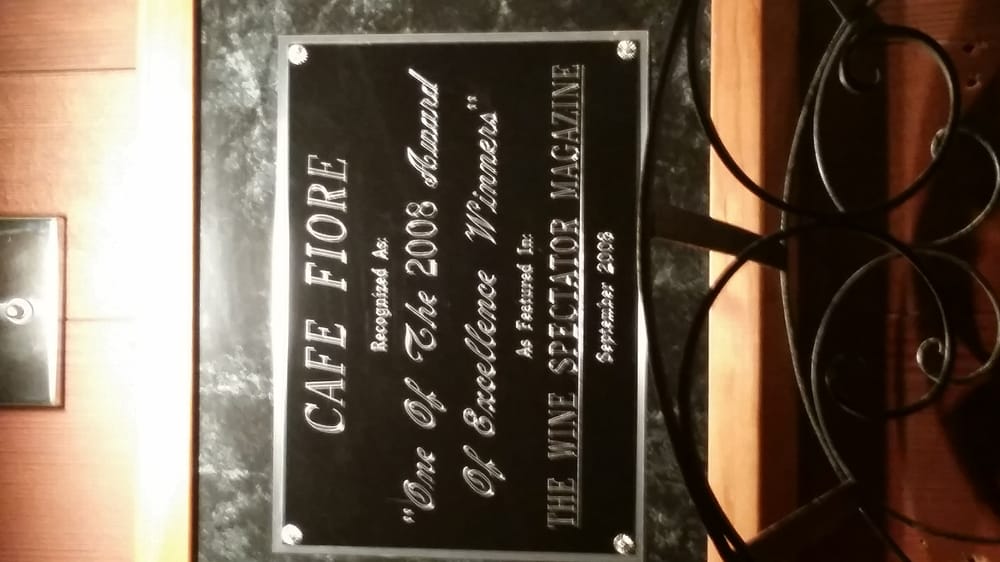 CAFE FIORE
Recognized As:
"One Of The 2008 Award
Of Excellence Winners"
As Featured In:
THE WINE SPECTATOR MAGAZINE
September 2008